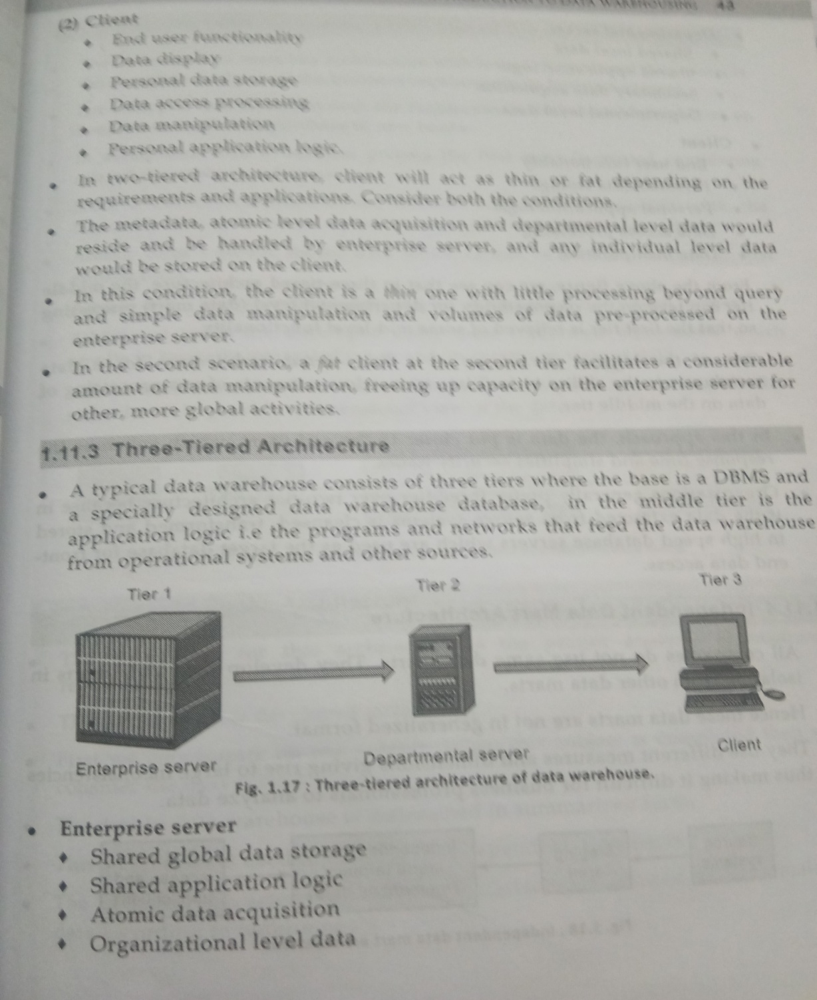 TO DATA WAREHOUSING 43
(2) Client
• End user functionality
• Data display
• Personal data storage
• Data access processing
• Data manipulation
• Personal application logic.
• In two-tiered architecture, client will act as thin or fat depending on the
requirements and applications. Consider both the conditions.
• The metadata, atomic level data acquisition and departmental level data would
reside and be handled by enterprise server, and any individual level data
would be stored on the client.
• In this condition, the client is a thin one with little processing beyond query
and simple data manipulation and volumes of data pre-processed on the
enterprise server.
• In the second scenario, a fat client at the second tier facilitates a considerable
amount of data manipulation, freeing up capacity on the enterprise server for
other, more global activities.
1.11.3 Three-Tiered Architecture
• A typical data warehouse consists of three tiers where the base is a DBMS and
a specially designed data warehouse database, in the middle tier is the
application logic i.e the programs and networks that feed the data warehouse
from operational systems and other sources.
Tier 1 Tier 2 Tier 3
Enterprise server Departmental server Client
Fig. 1.17 : Three-tiered architecture of data warehouse.
• Enterprise server
♦ Shared global data storage
♦ Shared application logic
♦ Atomic data acquisition
♦ Organizational level data